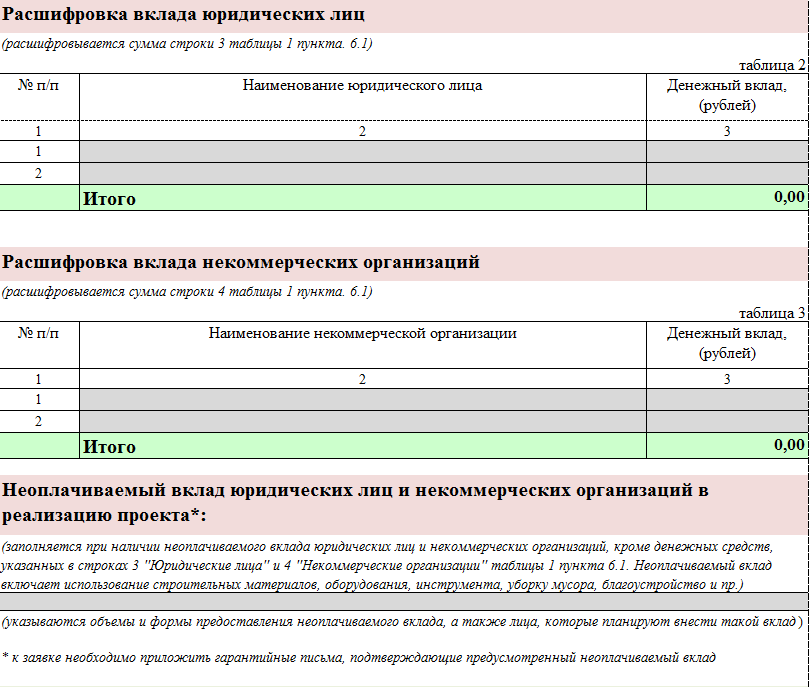 Расшифровка вклада юридических лиц
(расшифровывается сумма строки 3 таблицы 1 пункта. 6.1)
таблица 2
№ п/п Наименование юридического лица Денежный вклад,
(рублей)
1 2 3
1
2
Итого 0,00
Расшифровка вклада некоммерческих организаций
(расшифровывается сумма строки 4 таблицы 1 пункта. 6.1)
таблица 3
№ п/п Наименование некоммерческой организации Денежный вклад,
(рублей)
1 2 3
1
2
Итого 0,00
Неоплачиваемый вклад юридических лиц и некоммерческих организаций в
реализацию проекта*:
(заполняется при наличии неоплачиваемого вклада юридических лиц и некоммерческих организаций, кроме денежных средств,
указанных в строках 3 "Юридические лица" и 4 "Некоммерческие организации" таблицы 1 пункта 6.1. Неоплачиваемый вклад
включает использование строительных материалов, оборудования, инструмента, уборку мусора, благоустройство и пр.)
(указываются объемы и формы предоставления неоплачиваемого вклада, а также лица, которые планируют внести такой вклад)
* к заявке необходимо приложить гарантийные письма, подтверждающие предусмотренный неоплачиваемый вклад